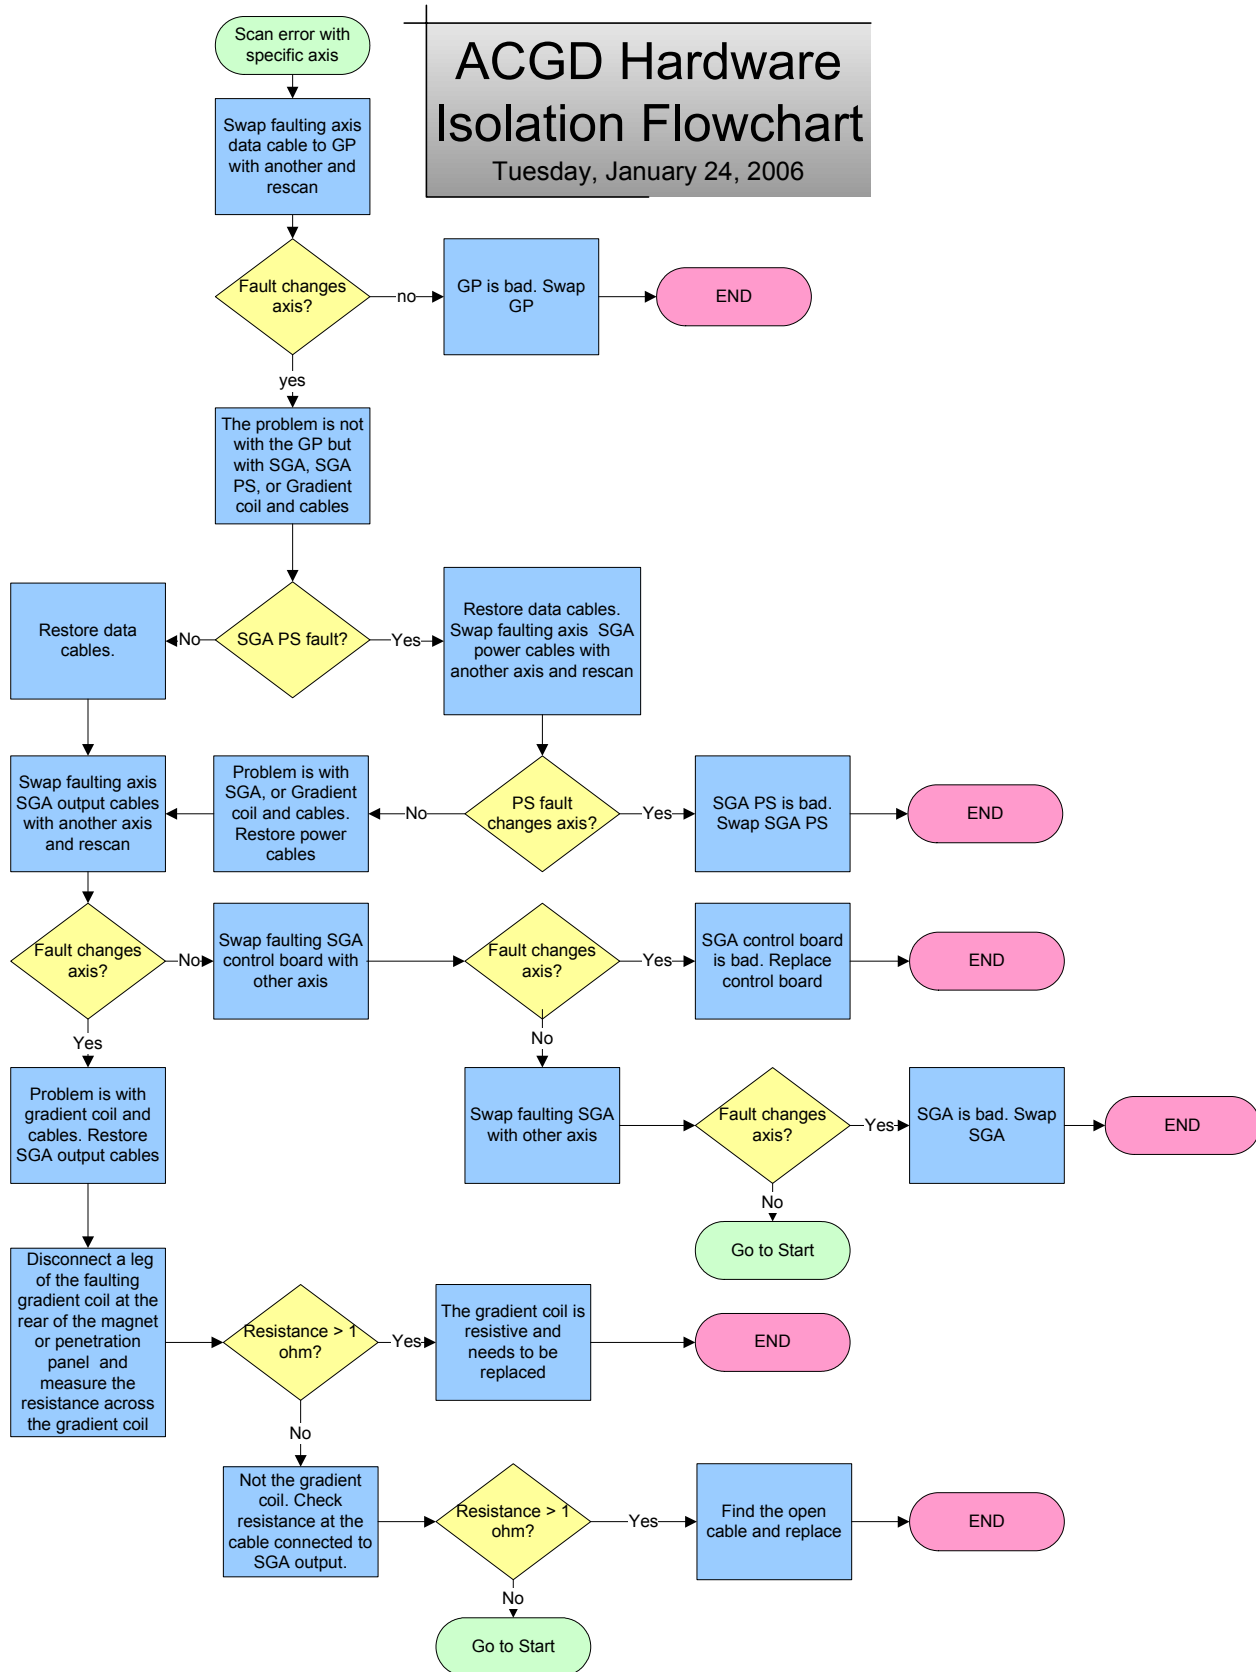 Scan error with
specific axis
ACGD Hardware
Isolation Flowchart
Tuesday, January 24, 2006
Swap faulting axis
data cable to GP
with another and
rescan
Fault changes
axis?
no
GP is bad. Swap
GP
END
yes
The problem is not
with the GP but
with SGA, SGA
PS, or Gradient
coil and cables
Restore data
cables.
No
SGA PS fault?
Yes
Restore data cables.
Swap faulting axis  SGA
power cables with
another axis and rescan
Swap faulting axis
SGA output cables
with another axis
and rescan
Problem is with
SGA, or Gradient
coil and cables.
Restore power
cables
No
PS fault
changes axis?
Yes
SGA PS is bad.
Swap SGA PS
END
Fault changes
axis?
No
Swap faulting SGA
control board with
other axis
Fault changes
axis?
Yes
SGA control board
is bad. Replace
control board
END
Yes
No
Problem is with
gradient coil and
cables. Restore
SGA output cables
Swap faulting SGA
with other axis
Fault changes
axis?
Yes
SGA is bad. Swap
SGA
END
No
Go to Start
Disconnect a leg
of the faulting
gradient coil at the
rear of the magnet
or penetration
panel  and
measure the
resistance across
the gradient coil
Resistance > 1
ohm?
Yes
The gradient coil is
resistive and
needs to be
replaced
END
No
Not the gradient
coil. Check
resistance at the
cable connected to
SGA output.
Resistance > 1
ohm?
Yes
Find the open
cable and replace
END
No
Go to Start